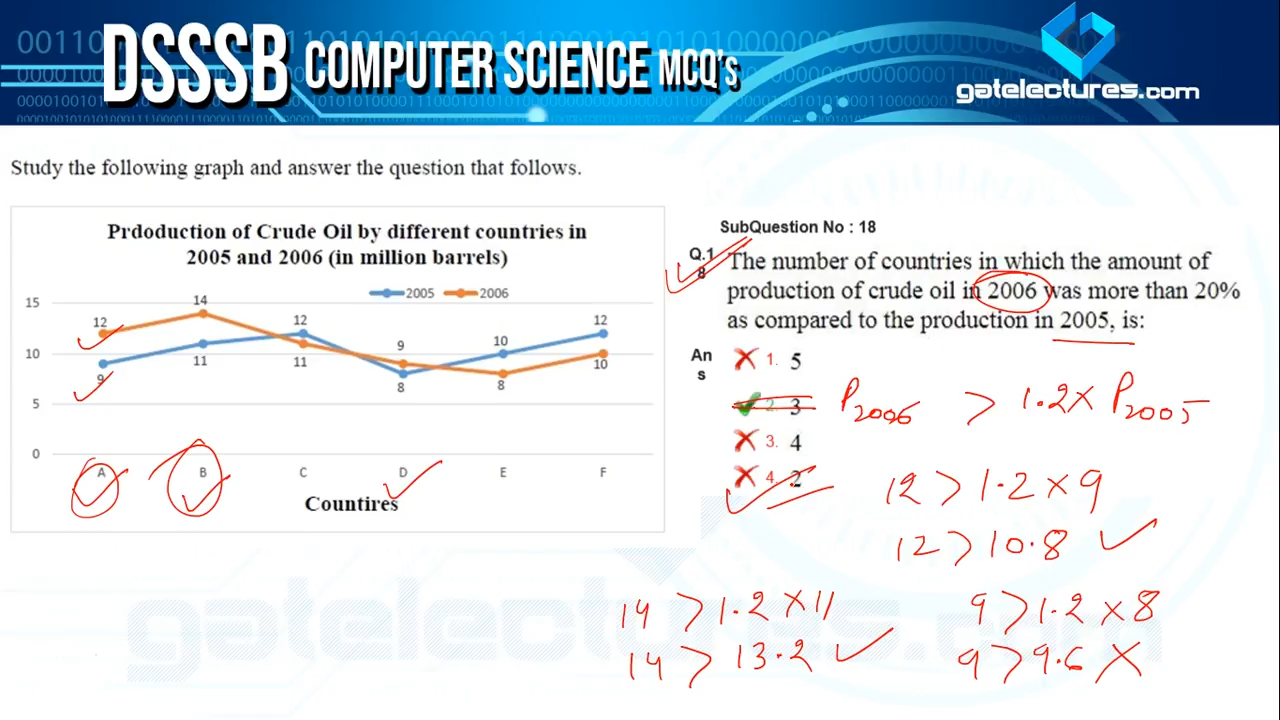 DSSSB COMPUTER SCIENCE MCQ's
gatelectures.com
Study the following graph and answer the question that follows.
Prdoduction of Crude Oil by different countries in
2005 and 2006 (in million barrels)
2005 2006
15
10
5
0
12 14 12 9 10 12
9 11 11 8 8 10
A B C D E F
Countires
SubQuestion No : 18
Q.1
8
The number of countries in which the amount of
production of crude oil in 2006 was more than 20%
as compared to the production in 2005, is:
An
s
1. 5
2. 3
3. 4
4. 2
P2006 > 1.2 x P2005
12 > 1.2 x 9
12 > 10.8
14 > 1.2 x 11
14 > 13.2
9 > 1.2 x 8
9 > 9.6
gatelectures.com